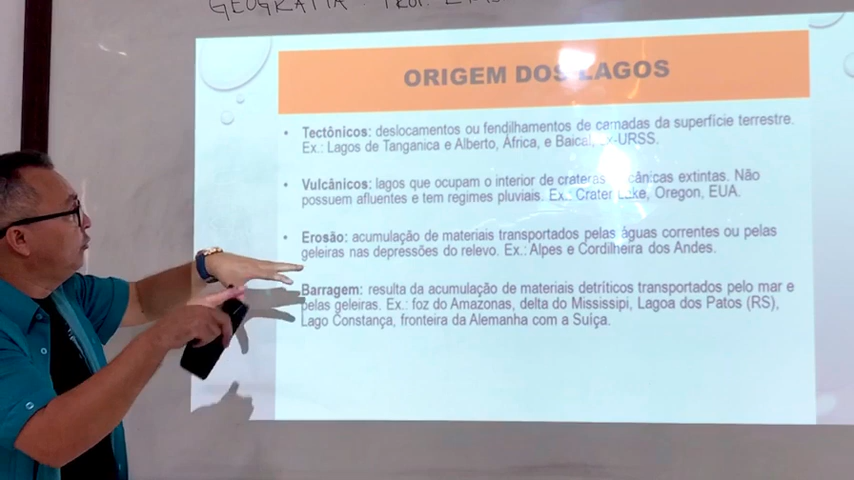 GEOGRAFIA. PROF.
ORIGEM DOS LAGOS
• Tectônicos: deslocamentos ou fendilhamentos de camadas da superfície terrestre.
Ex.: Lagos de Tanganica e Alberto, África, e Baical, ex-URSS.
• Vulcânicos: lagos que ocupam o interior de crateras vulcânicas extintas. Não
possuem afluentes e tem regimes pluviais. Ex.: Crater Lake, Oregon, EUA.
• Erosão: acumulação de materiais transportados pelas águas correntes ou pelas
geleiras nas depressões do relevo. Ex.: Alpes e Cordilheira dos Andes.
Barragem: resulta da acumulação de materiais detríticos transportados pelo mar e
pelas geleiras. Ex.: foz do Amazonas, delta do Mississipi, Lagoa dos Patos (RS),
Lago Constança, fronteira da Alemanha com a Suíça.